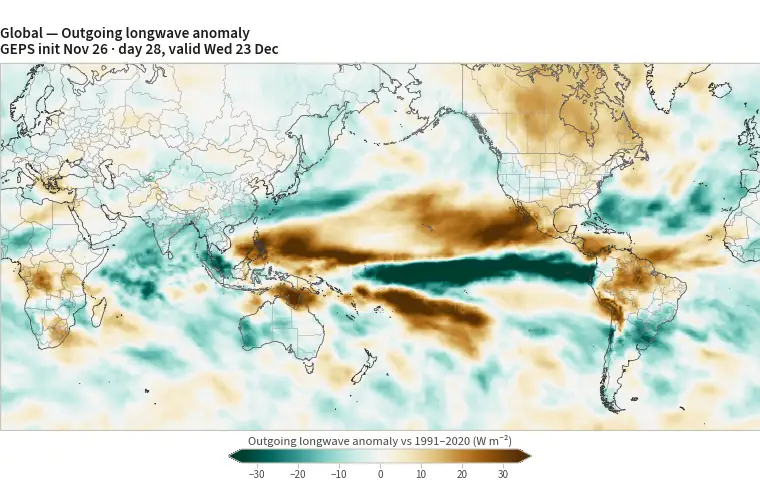 Global — Outgoing longwave anomaly
GEPS init Nov 26 · day 28, valid Wed 23 Dec
Outgoing longwave anomaly vs 1991–2020 (W m⁻²)
−30 −20 −10 0 10 20 30